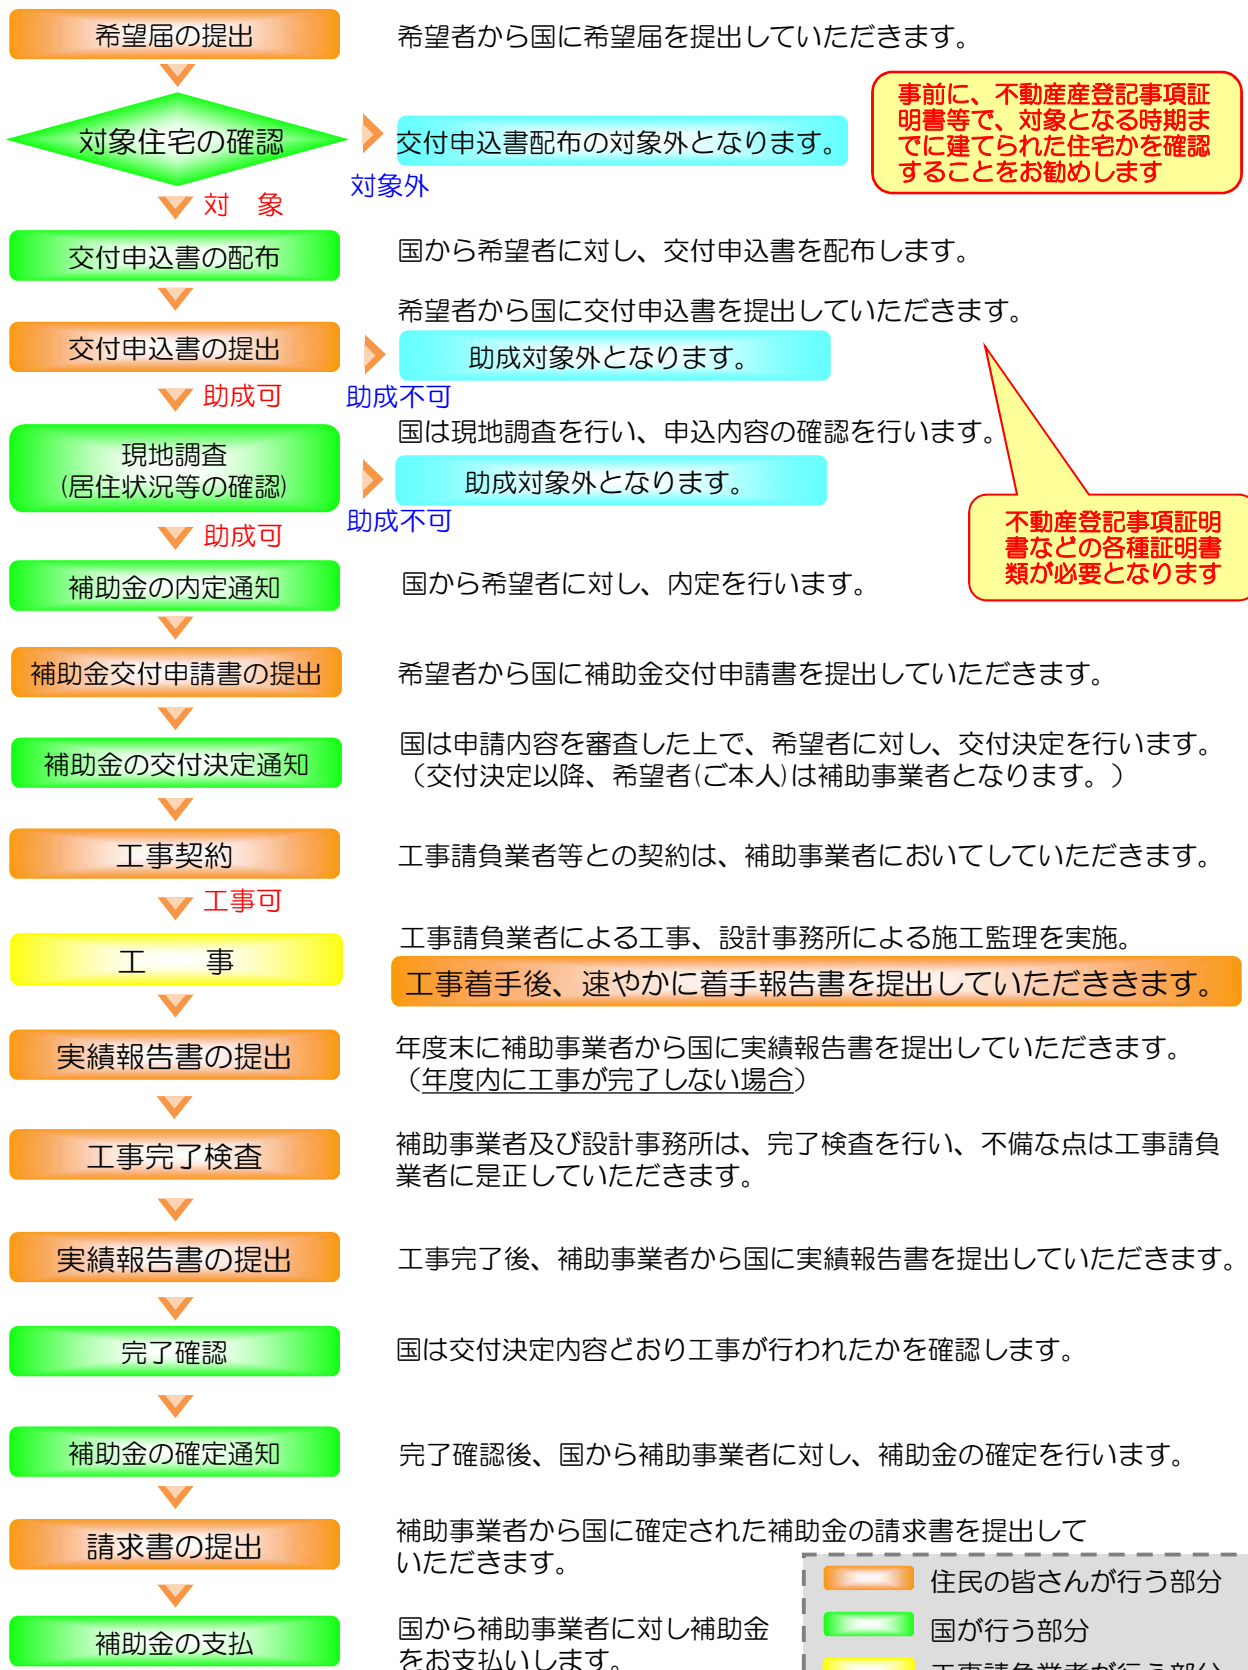 希望届の提出
希望者から国に希望届を提出していただきます。
対象住宅の確認
交付申込書配布の対象外となります。
対象外
事前に、不動産産登記事項証
明書等で、対象となる時期ま
でに建てられた住宅かを確認
することをお勧めします
対　象
交付申込書の配布
国から希望者に対し、交付申込書を配布します。
希望者から国に交付申込書を提出していただきます。
交付申込書の提出
助成対象外となります。
助成可
助成不可
国は現地調査を行い、申込内容の確認を行います。
現地調査
(居住状況等の確認)
助成対象外となります。
助成不可
助成可
不動産登記事項証明
書などの各種証明書
類が必要となります
補助金の内定通知
国から希望者に対し、内定を行います。
補助金交付申請書の提出
希望者から国に補助金交付申請書を提出していただきます。
補助金の交付決定通知
国は申請内容を審査した上で、希望者に対し、交付決定を行います。
（交付決定以降、希望者(ご本人)は補助事業者となります。）
工事契約
工事請負業者等との契約は、補助事業者においてしていただきます。
工事可
工　事
工事請負業者による工事、設計事務所による施工監理を実施。
工事着手後、速やかに着手報告書を提出していただききます。
実績報告書の提出
年度末に補助事業者から国に実績報告書を提出していただきます。
（年度内に工事が完了しない場合）
工事完了検査
補助事業者及び設計事務所は、完了検査を行い、不備な点は工事請負
業者に是正していただきます。
実績報告書の提出
工事完了後、補助事業者から国に実績報告書を提出していただきます。
完了確認
国は交付決定内容どおり工事が行われたかを確認します。
補助金の確定通知
完了確認後、国から補助事業者に対し、補助金の確定を行います。
請求書の提出
補助事業者から国に確定された補助金の請求書を提出して
いただきます。
補助金の支払
国から補助事業者に対し補助金
をお支払いします。
住民の皆さんが行う部分
国が行う部分
工事請負業者が行う部分